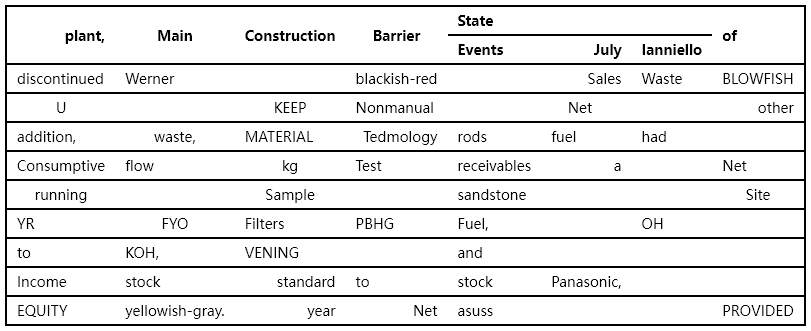 State
plant, Main Construction Barrier of
Events July Ianniello
discontinued Werner blackish-red Sales Waste BLOWFISH
U KEEP Nonmanual Net other
addition, waste, MATERIAL Tedmology rods fuel had
Consumptive flow kg Test receivables a Net
running Sample sandstone Site
YR FYO Filters PBHG Fuel, OH
to KOH, VENING and
Income stock standard to stock Panasonic,
EQUITY yellowish-gray. year Net asuss PROVIDED